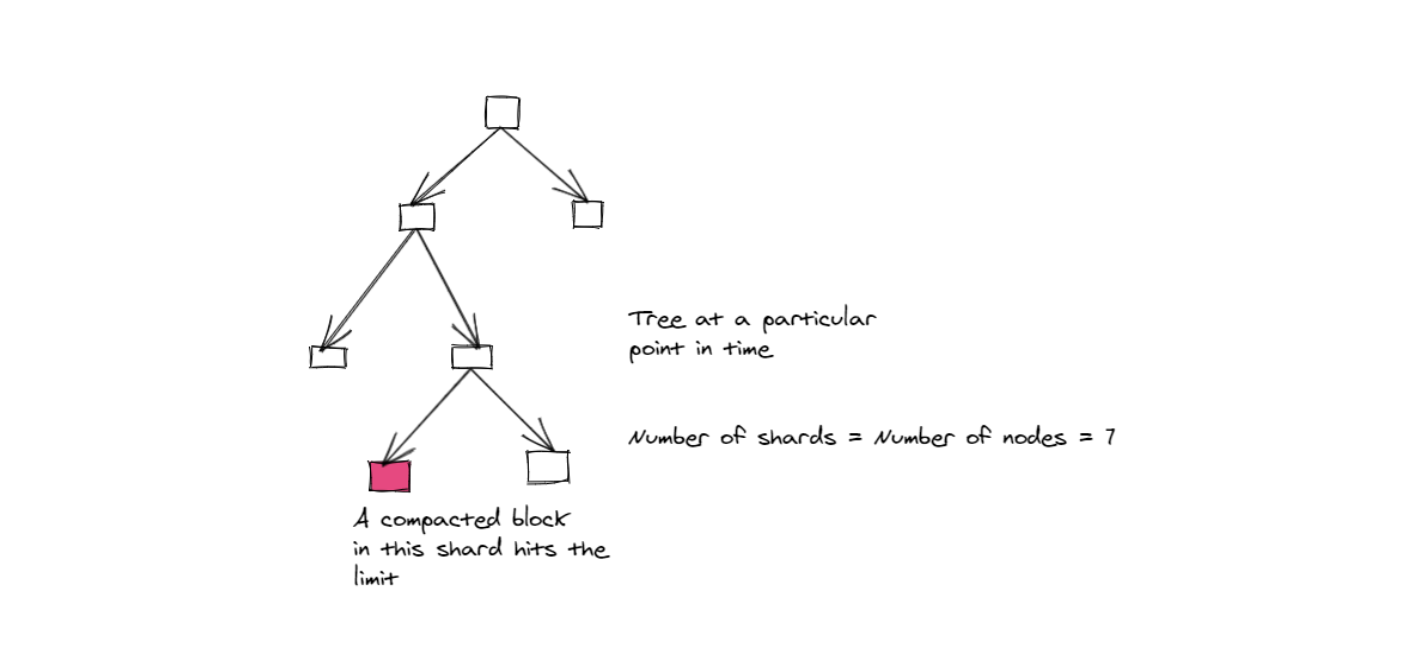 Tree at a particular
point in time
Number of shards = Number of nodes = 7
A compacted block
in this shard hits the
limit